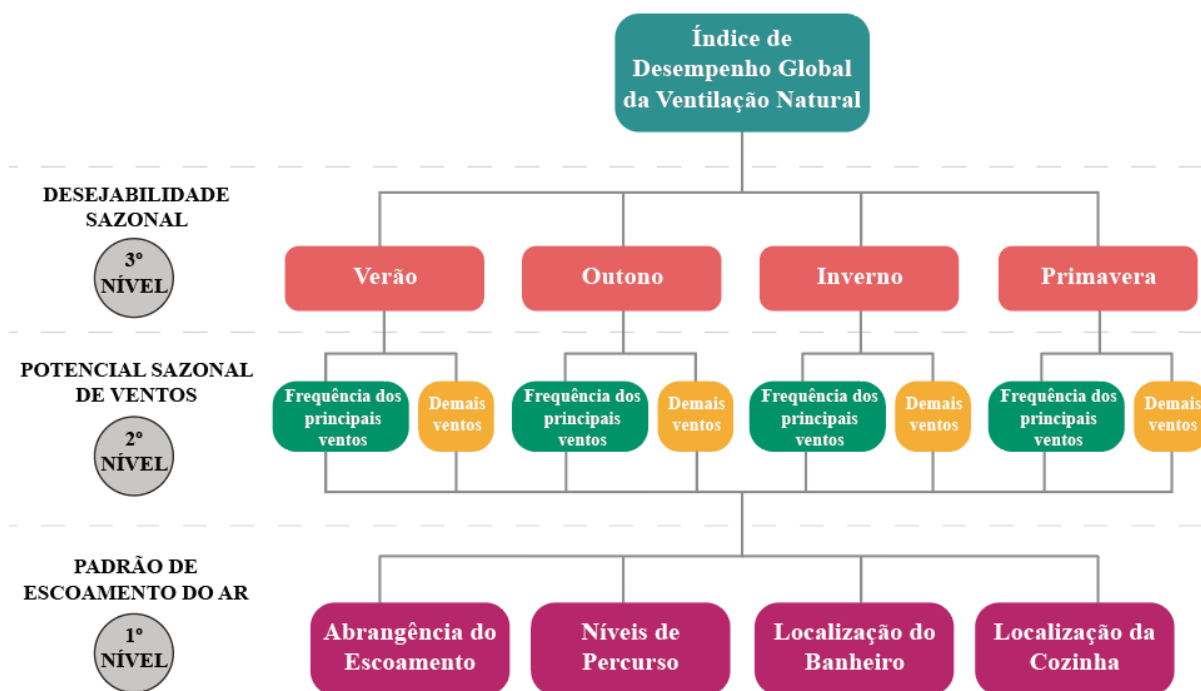 Índice de
Desempenho Global
da Ventilação Natural
DESEJABILIDADE
SAZONAL
3º
NÍVEL
Verão
Outono
Inverno
Primavera
POTENCIAL SAZONAL
DE VENTOS
2º
NÍVEL
Frequência dos
principais
ventos
Demais
ventos
Frequência dos
principais
ventos
Demais
ventos
Frequência dos
principais
ventos
Demais
ventos
Frequência dos
principais
ventos
Demais
ventos
PADRÃO DE
ESCOAMENTO DO AR
1º
NÍVEL
Abrangência do
Escoamento
Níveis de
Percurso
Localização do
Banheiro
Localização da
Cozinha